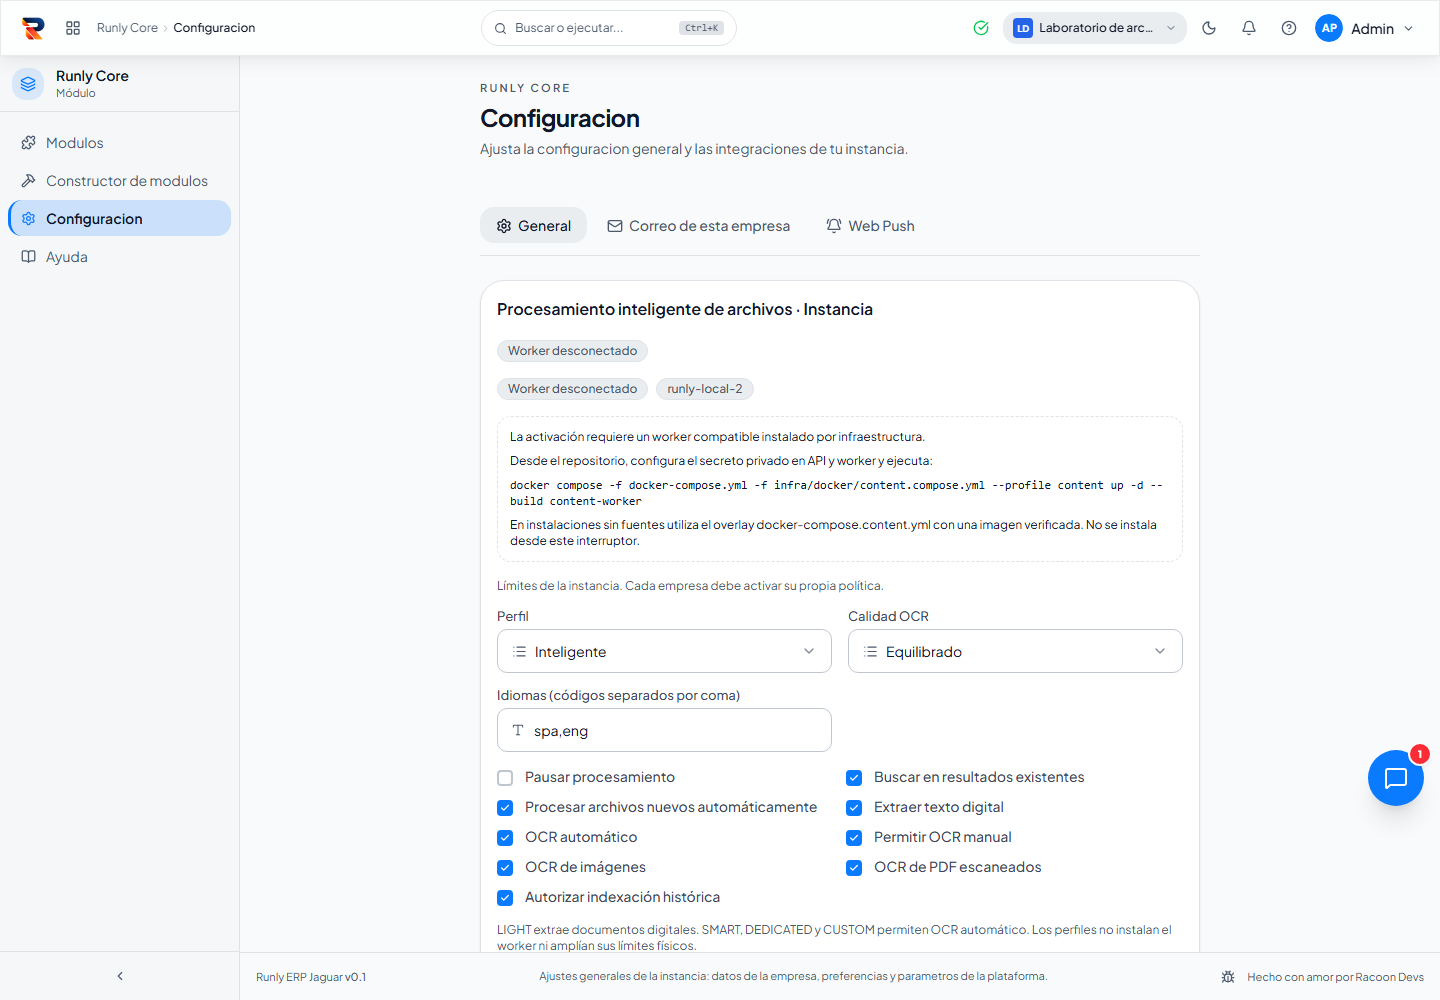 Runly Core › Configuracion
Buscar o ejecutar...
Ctrl+K
LD
Laboratorio de arc...
AP
Admin
Runly Core
Módulo
Modulos
Constructor de modulos
Configuracion
Ayuda
RUNLY CORE
Configuracion
Ajusta la configuracion general y las integraciones de tu instancia.
General
Correo de esta empresa
Web Push
Procesamiento inteligente de archivos · Instancia
Worker desconectado
Worker desconectado
runly-local-2
La activación requiere un worker compatible instalado por infraestructura.
Desde el repositorio, configura el secreto privado en API y worker y ejecuta:
docker compose -f docker-compose.yml -f infra/docker/content.compose.yml --profile content up -d --
build content-worker
En instalaciones sin fuentes utiliza el overlay docker-compose.content.yml con una imagen verificada. No se instala
desde este interruptor.
Límites de la instancia. Cada empresa debe activar su propia política.
Perfil
Calidad OCR
Inteligente
Equilibrado
Idiomas (códigos separados por coma)
spa,eng
Pausar procesamiento
Buscar en resultados existentes
Procesar archivos nuevos automáticamente
Extraer texto digital
OCR automático
Permitir OCR manual
OCR de imágenes
OCR de PDF escaneados
Autorizar indexación histórica
LIGHT extrae documentos digitales. SMART, DEDICATED y CUSTOM permiten OCR automático. Los perfiles no instalan el
worker ni amplían sus límites físicos.
1
Runly ERP Jaguar v0.1
Ajustes generales de la instancia: datos de la empresa, preferencias y parametros de la plataforma.
Hecho con amor por Racoon Devs